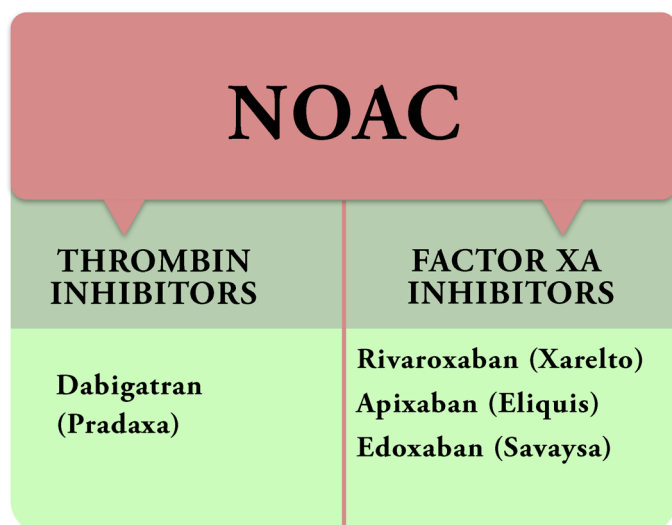 NOAC
THROMBIN
INHIBITORS
Dabigatran
(Pradaxa)
FACTOR XA
INHIBITORS
Rivaroxaban (Xarelto)
Apixaban (Eliquis)
Edoxaban (Savaysa)